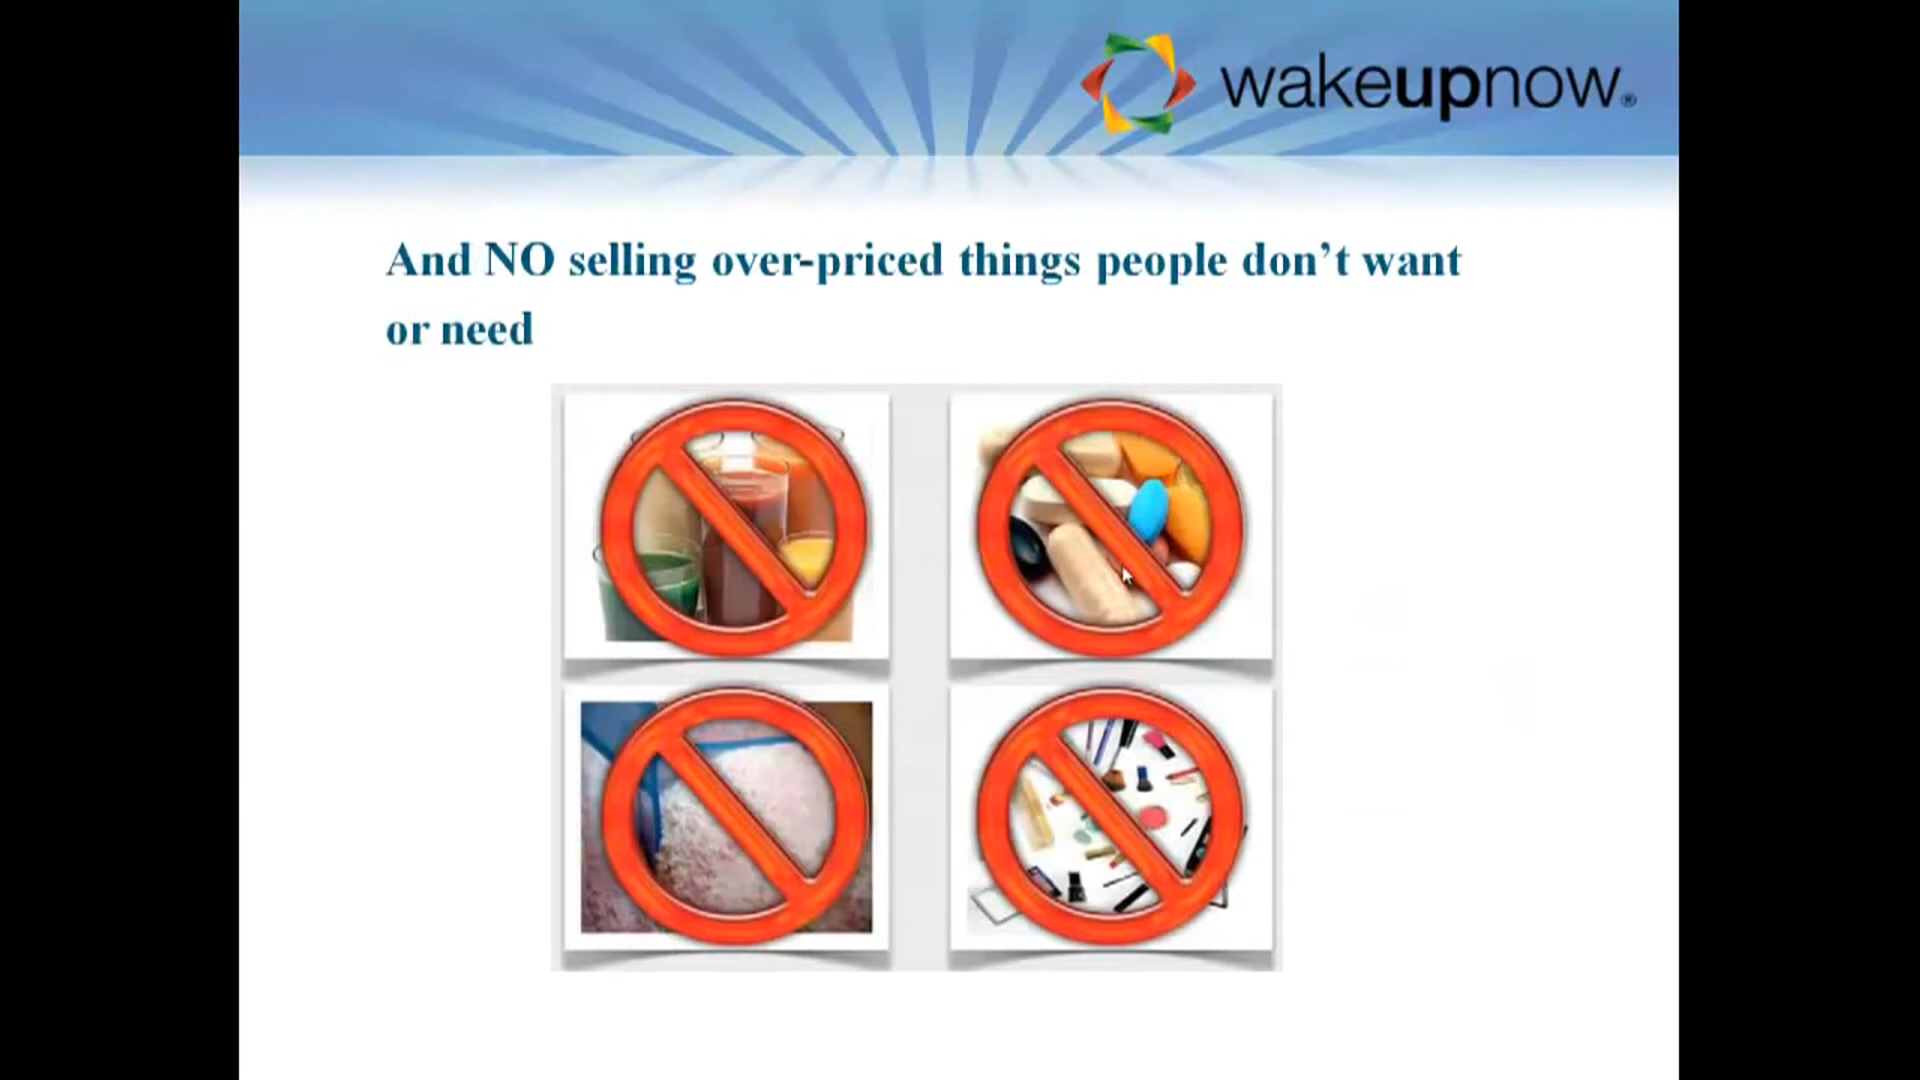 wakeupnow®
And NO selling over-priced things people don’t want
or need